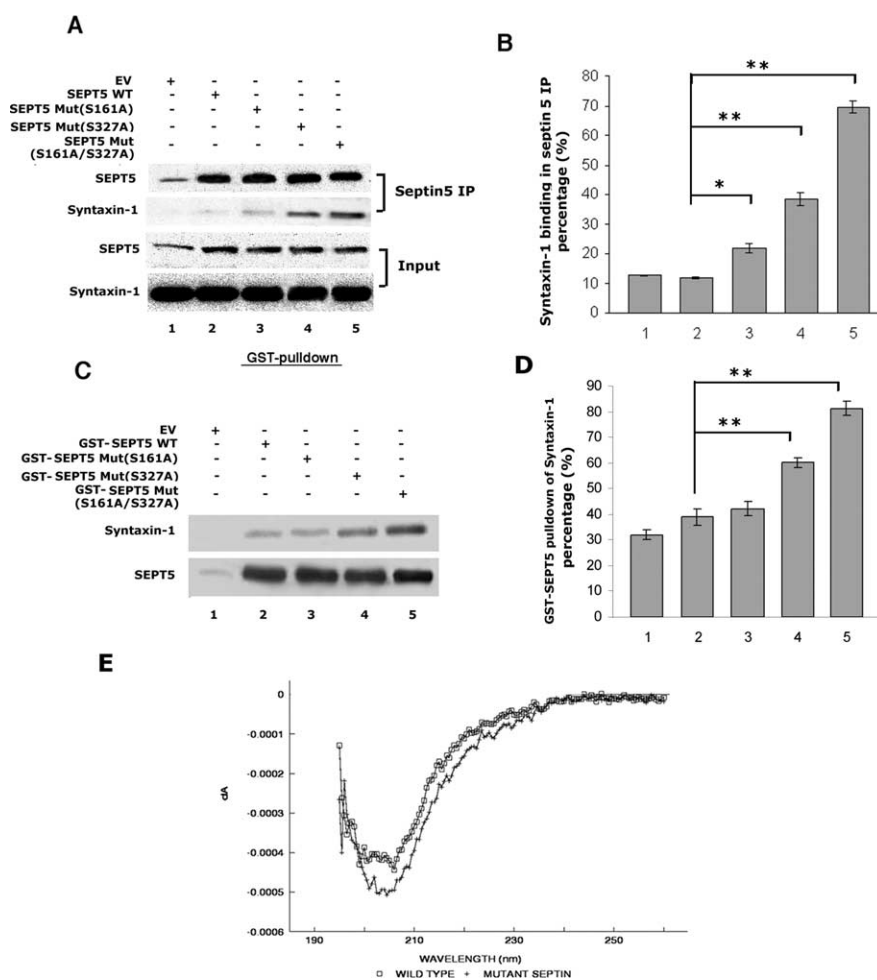 A
EV + - - - -
SEPT5 WT - + - - -
SEPT5 Mut(S161A) - - + - -
SEPT5 Mut(S327A) - - - + -
SEPT5 Mut
(S161A/S327A) - - - - +
SEPT5
Syntaxin-1
Septin5 IP
SEPT5
Syntaxin-1
Input
1 2 3 4 5
B
Syntaxin-1 binding in septin 5 IP
percentage (%)
80
70
60
50
40
30
20
10
0
**
**
*
1 2 3 4 5
GST-pulldown
C
EV + - - - -
GST-SEPT5 WT - + - - -
GST-SEPT5 Mut(S161A) - - + - -
GST-SEPT5 Mut(S327A) - - - + -
GST-SEPT5 Mut
(S161A/S327A) - - - - +
Syntaxin-1
SEPT5
1 2 3 4 5
D
GST-SEPT5 pulldown of Syntaxin-1
percentage (%)
90
80
70
60
50
40
30
20
10
0
**
**
1 2 3 4 5
E
dA
0
-0.0001
-0.0002
-0.0003
-0.0004
-0.0005
-0.0006
190 210 230 250
WAVELENGTH (nm)
□ WILD TYPE + MUTANT SEPTIN